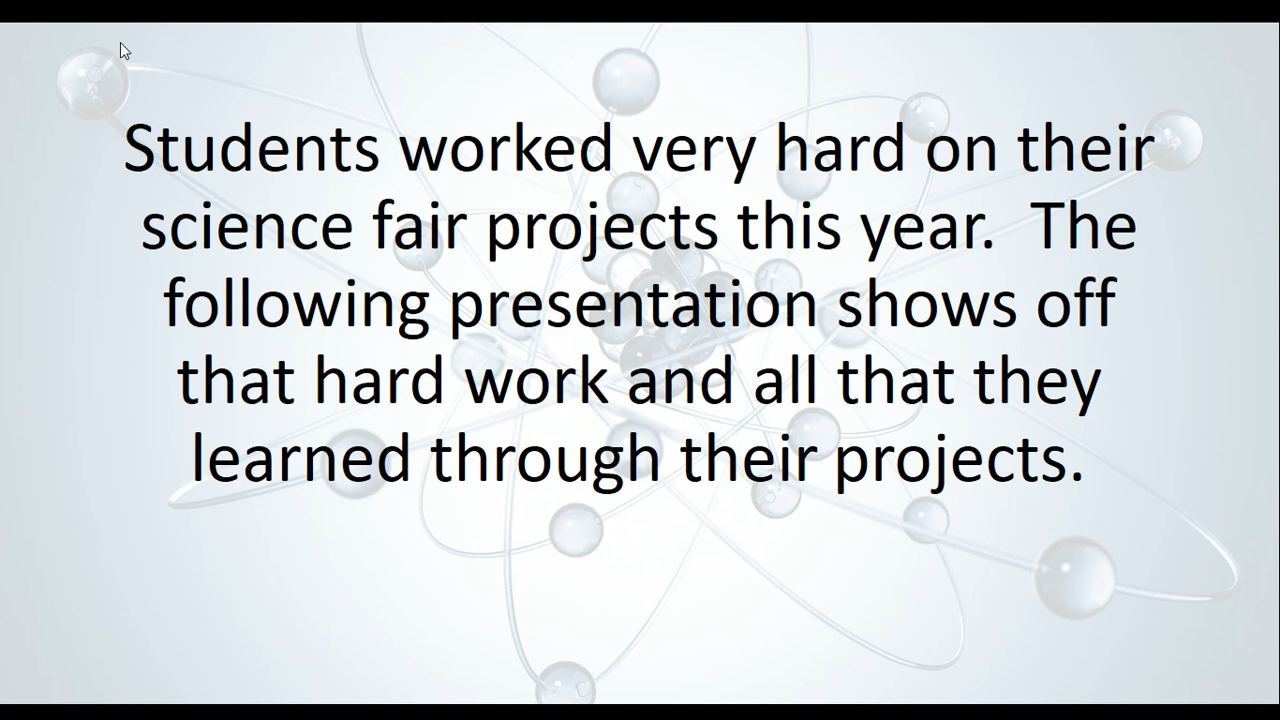 Students worked very hard on their
science fair projects this year.  The
following presentation shows off
that hard work and all that they
learned through their projects.